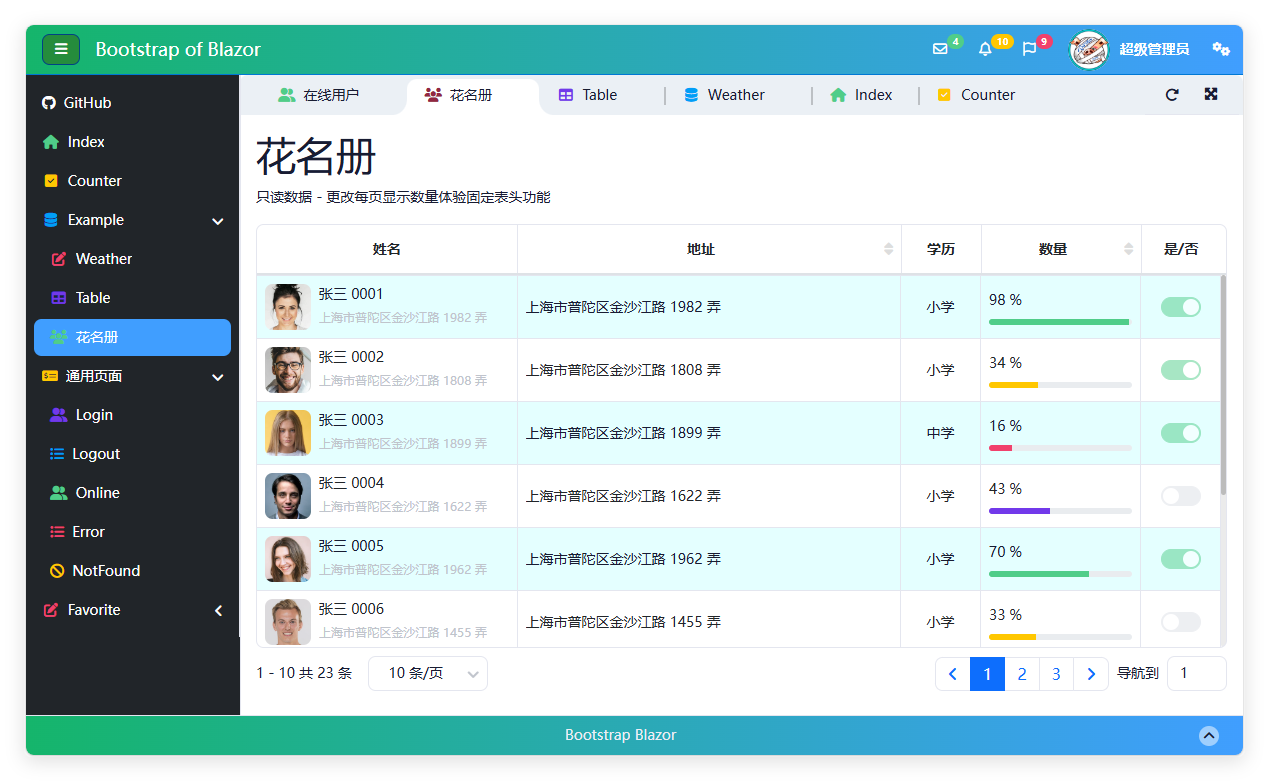 Bootstrap of Blazor
4
10
9
超级管理员
GitHub
Index
Counter
Example
Weather
Table
花名册
通用页面
Login
Logout
Online
Error
NotFound
Favorite
在线用户
花名册
Table
Weather
Index
Counter
花名册
只读数据 - 更改每页显示数量体验固定表头功能
姓名 地址 学历 数量 是/否
张三 0001
上海市普陀区金沙江路 1982 弄
上海市普陀区金沙江路 1982 弄
小学
98 %
张三 0002
上海市普陀区金沙江路 1808 弄
上海市普陀区金沙江路 1808 弄
小学
34 %
张三 0003
上海市普陀区金沙江路 1899 弄
上海市普陀区金沙江路 1899 弄
中学
16 %
张三 0004
上海市普陀区金沙江路 1622 弄
上海市普陀区金沙江路 1622 弄
小学
43 %
张三 0005
上海市普陀区金沙江路 1962 弄
上海市普陀区金沙江路 1962 弄
小学
70 %
张三 0006
上海市普陀区金沙江路 1455 弄
上海市普陀区金沙江路 1455 弄
小学
33 %
1 - 10 共 23 条
10 条/页
1
2
3
导航到
1
Bootstrap Blazor